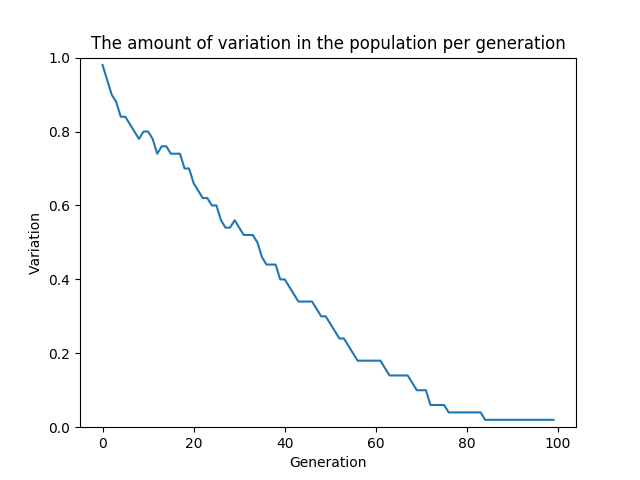 The amount of variation in the population per generation
1.0
0.8
0.6
0.4
0.2
0.0
Variation
0 20 40 60 80 100
Generation